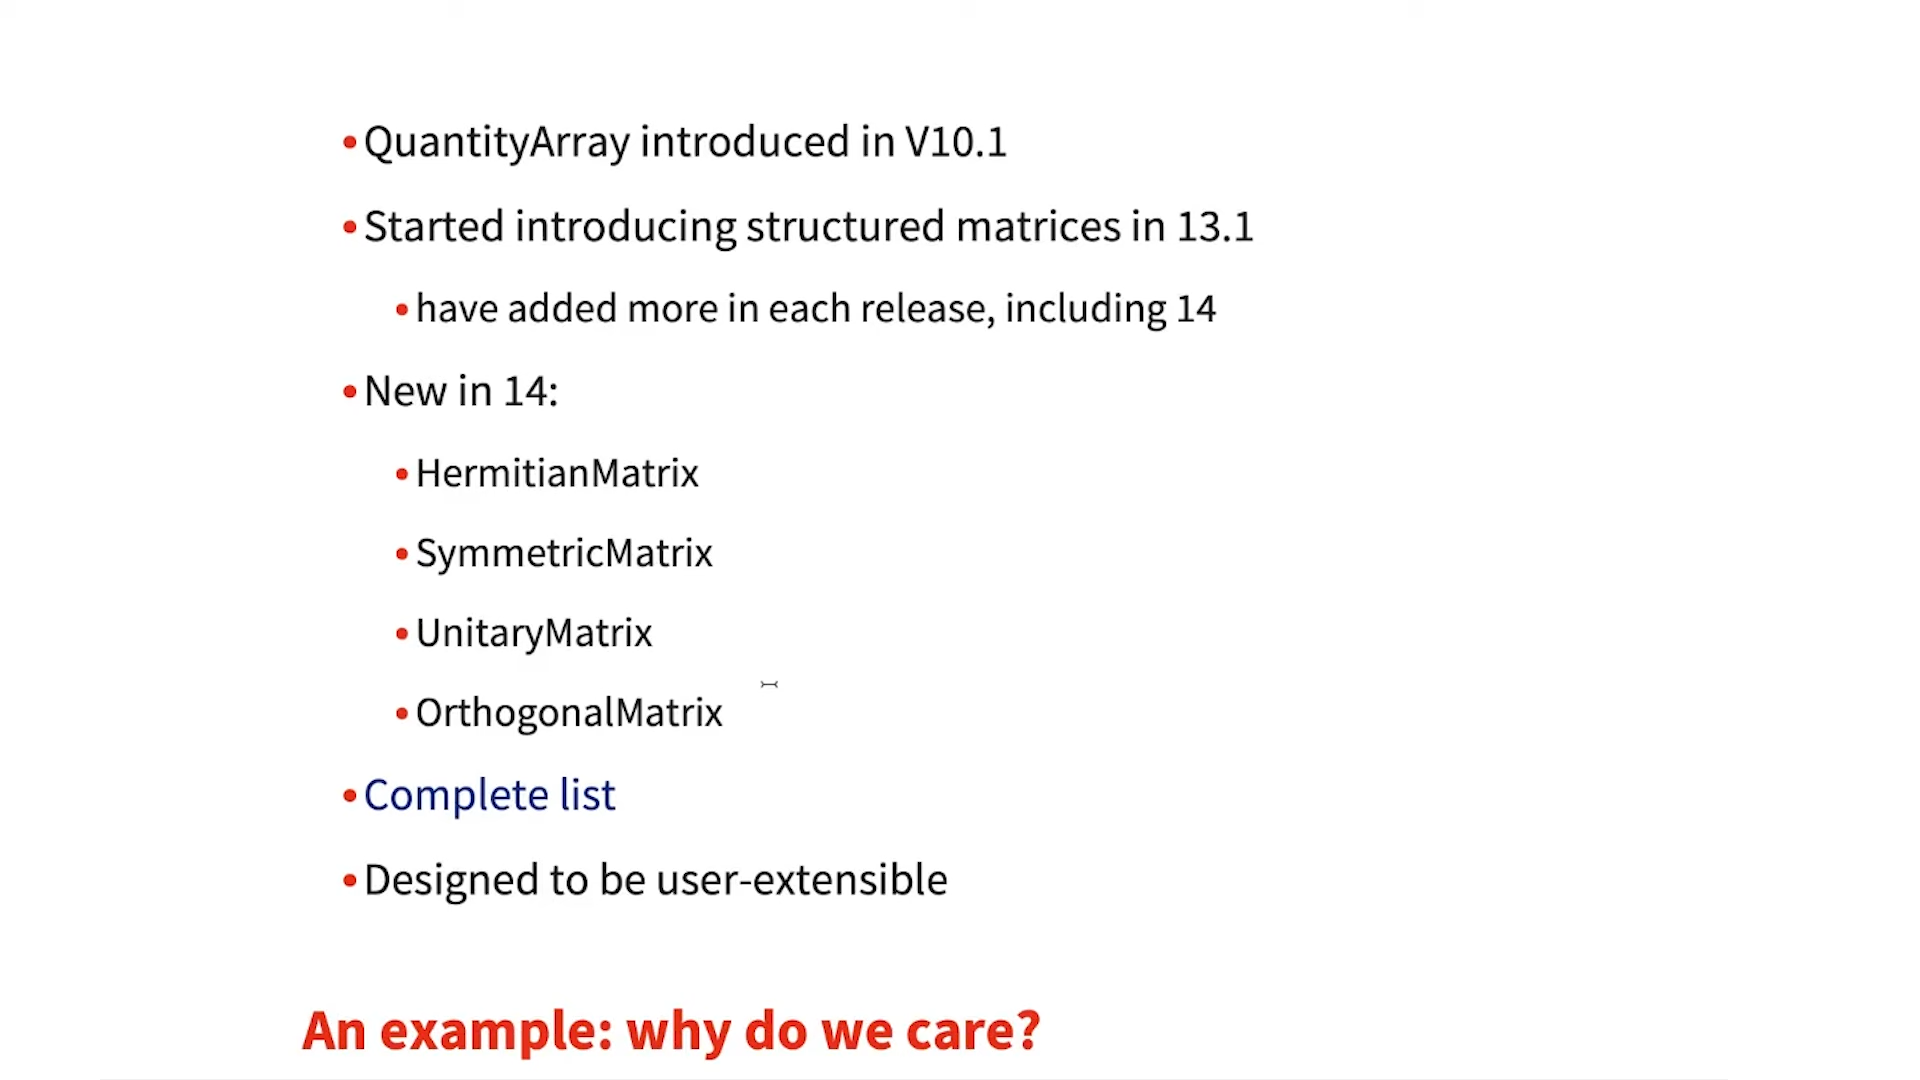 •QuantityArray introduced in V10.1
•Started introducing structured matrices in 13.1
•have added more in each release, including 14
•New in 14:
•HermitianMatrix
•SymmetricMatrix
•UnitaryMatrix
•OrthogonalMatrix
•Complete list
•Designed to be user-extensible
An example: why do we care?